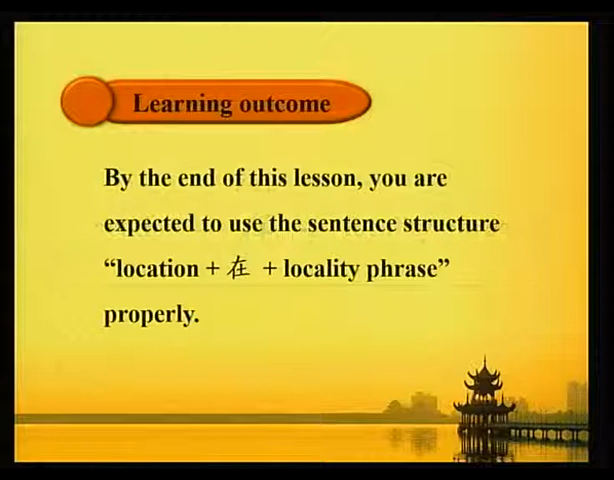 Learning outcome
By the end of this lesson, you are
expected to use the sentence structure
“location + 在 + locality phrase”
properly.